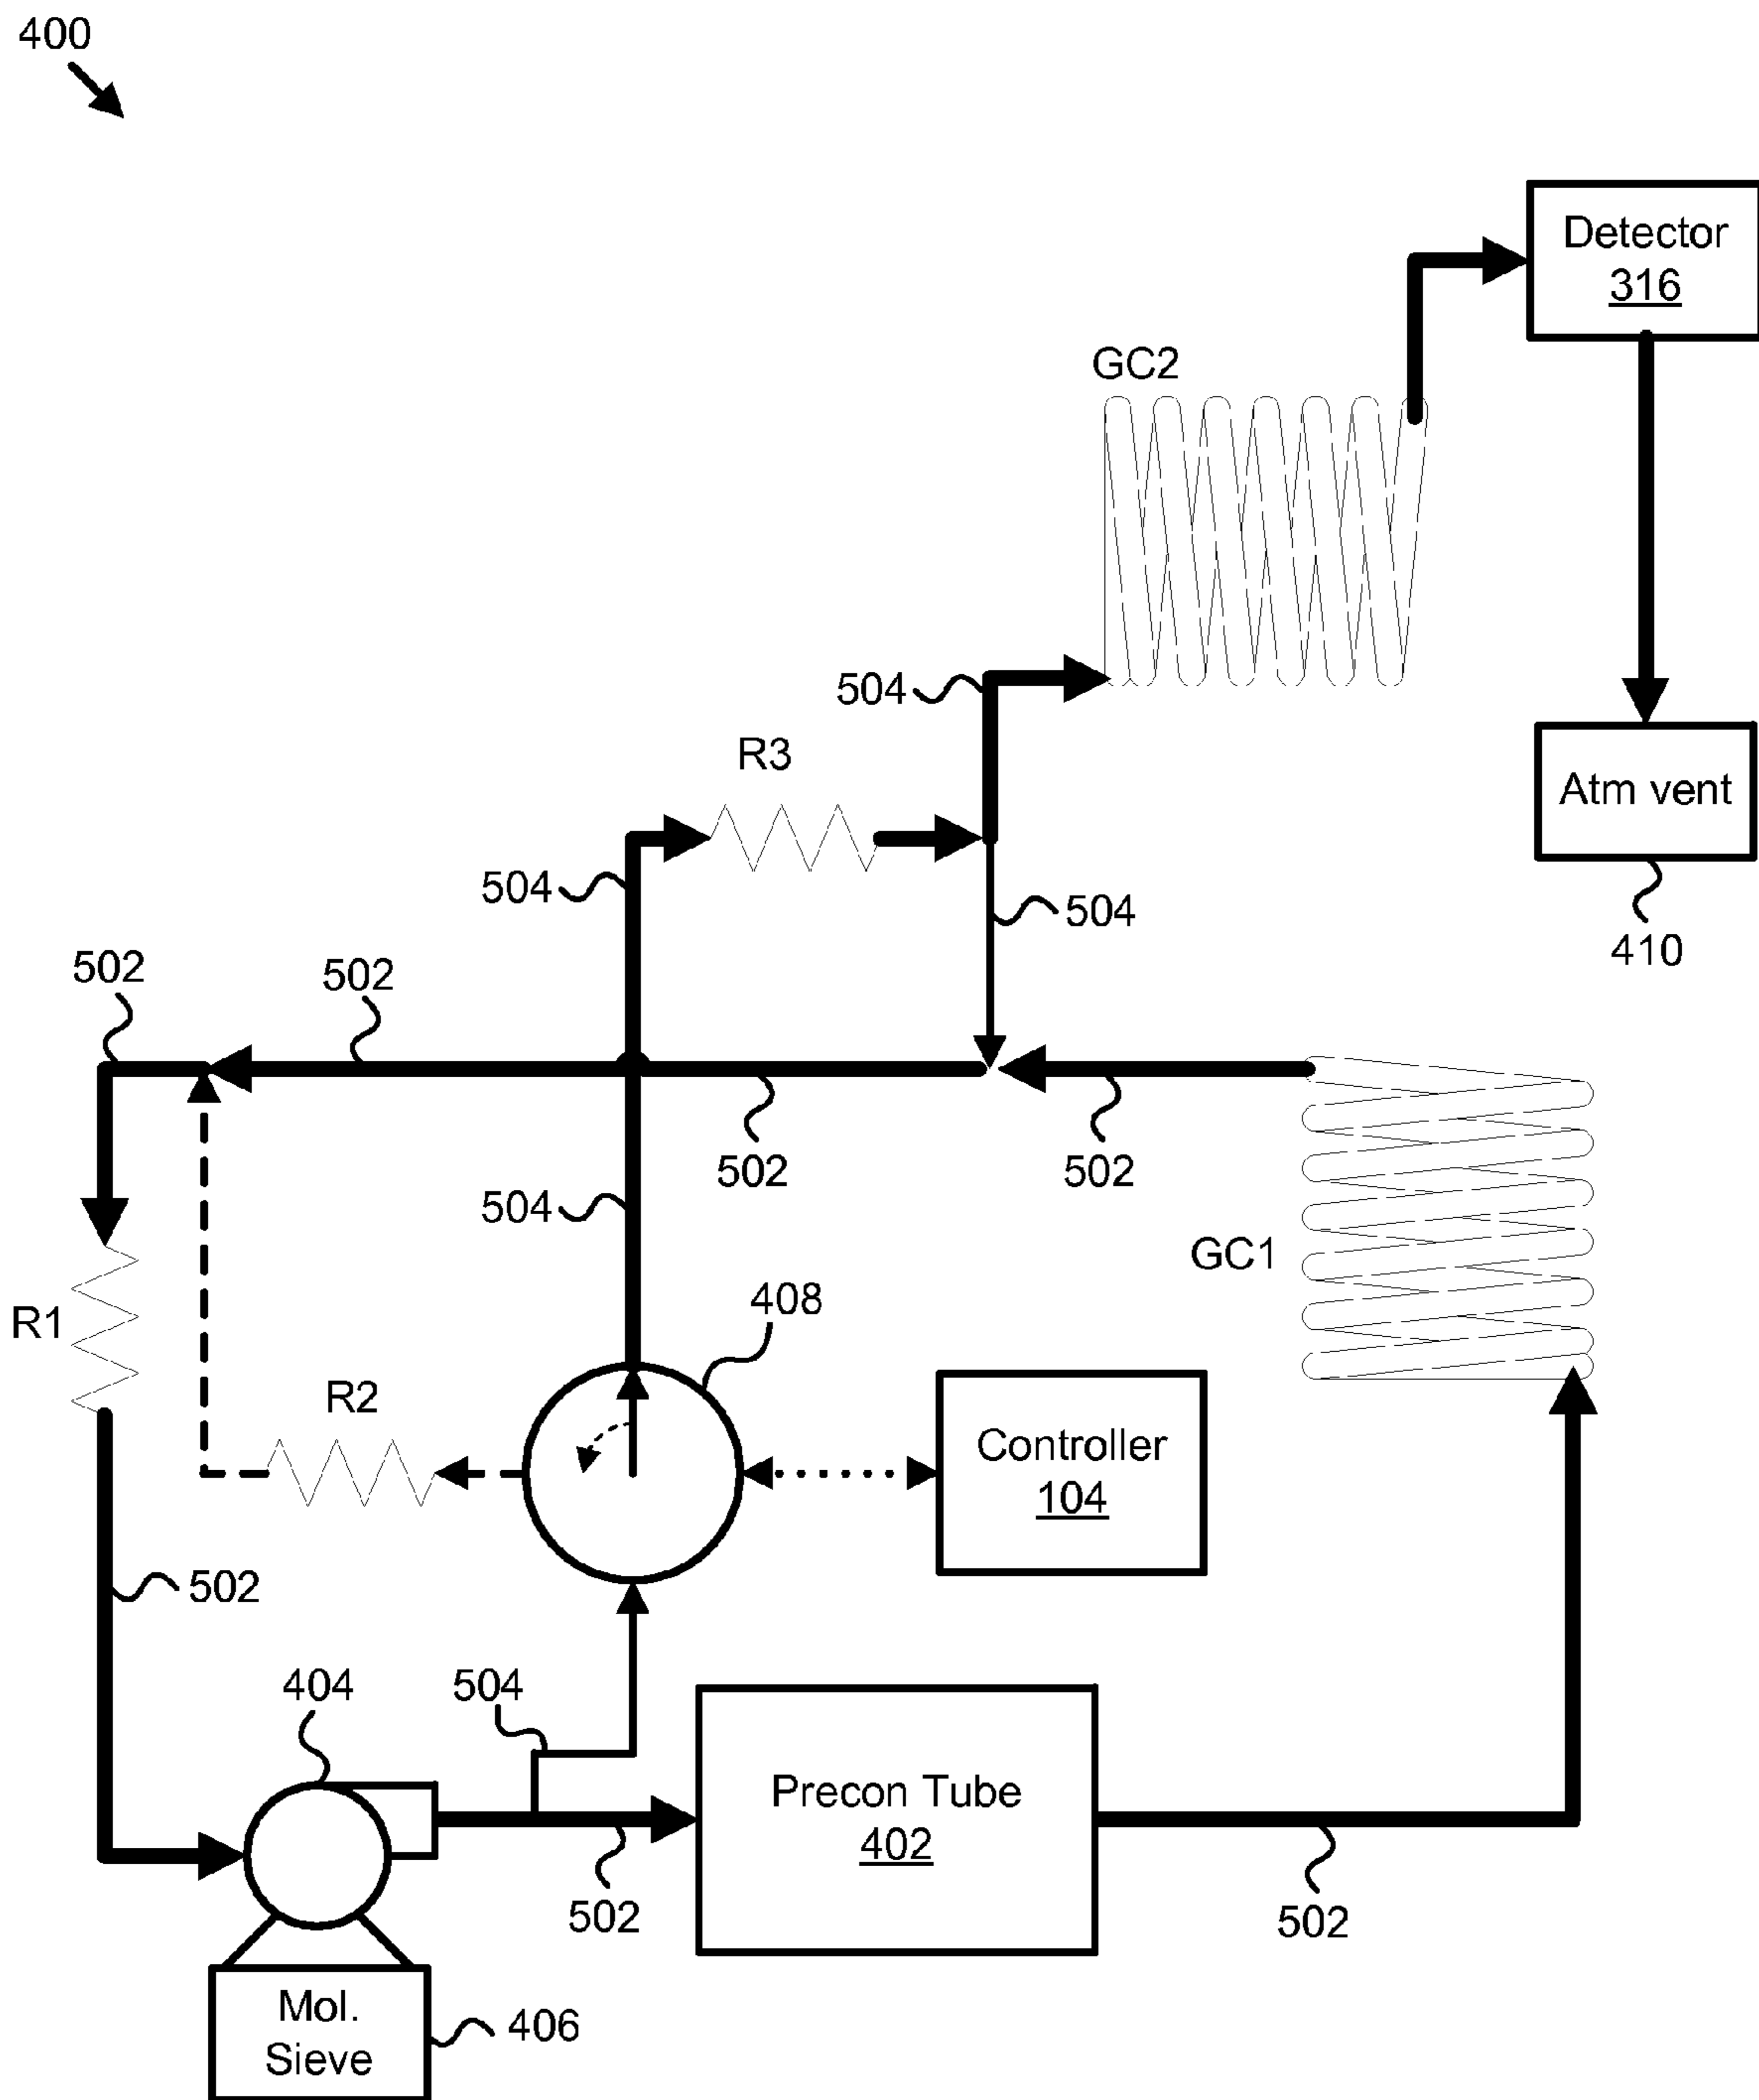 400
Detector
316
GC2
504
R3
Atm vent
504
504
410
502
502
502
502
504
GC1
408
R1
R2
Controller
104
502
504
404
Precon Tube
402
502
502
Mol.
Sieve
406